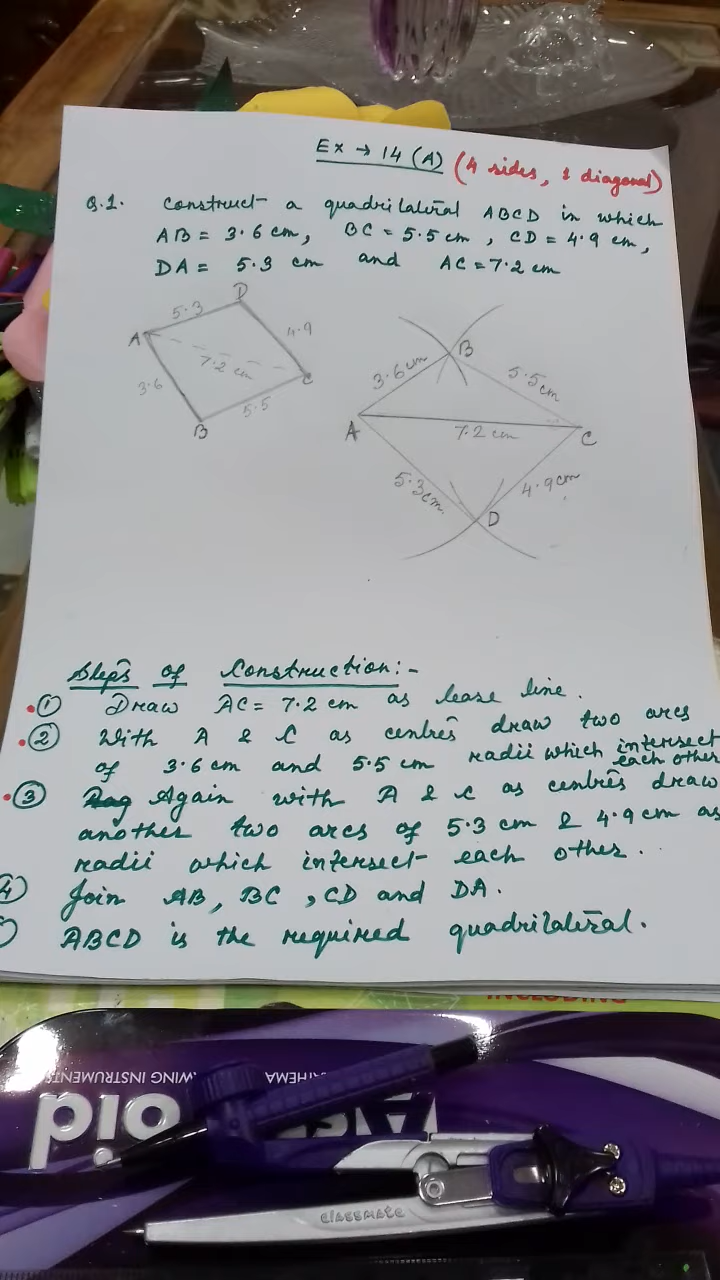 Ex → 14 (A) (4 sides, 1 diagonal)
Q.1. Construct a quadrilateral ABCD in which
AB = 3.6 cm, BC = 5.5 cm, CD = 4.9 cm,
DA = 5.3 cm and AC = 7.2 cm
D
5.3
A
4.9
7.2 cm
C
3.6
5.5
B
B
3.6 cm
5.5 cm
A
7.2 cm
C
5.3 cm
4.9 cm
D
Steps of Construction:-
① Draw AC = 7.2 cm as base line.
② With A & C as centres draw two arcs
of 3.6 cm and 5.5 cm radii which intersect
each other
③ Again with A & C as centres draw
another two arcs of 5.3 cm & 4.9 cm as
radii which intersect each other.
④ Join AB, BC, CD and DA.
ABCD is the required quadrilateral.
INCLUDING
WING INSTRUMENTS
CLASSMATE